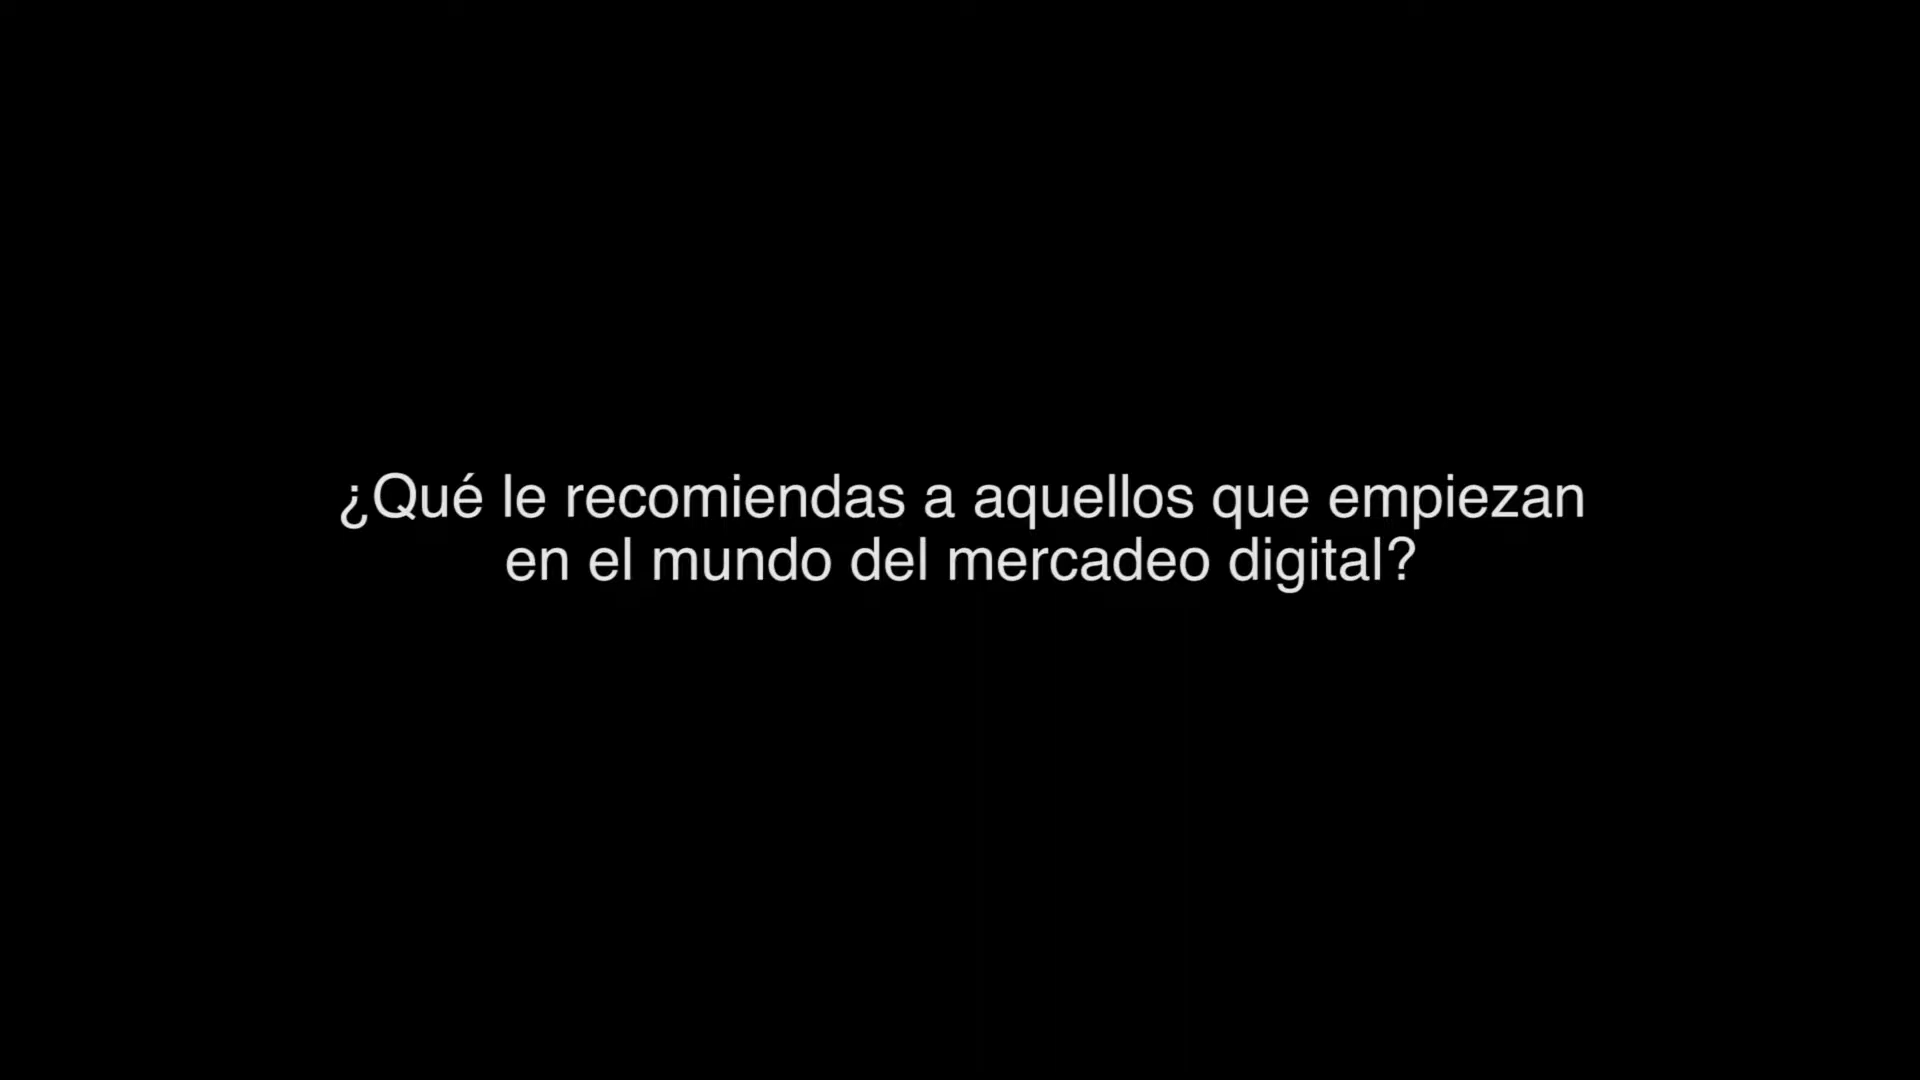 ¿Qué le recomiendas a aquellos que empiezan
en el mundo del mercadeo digital?